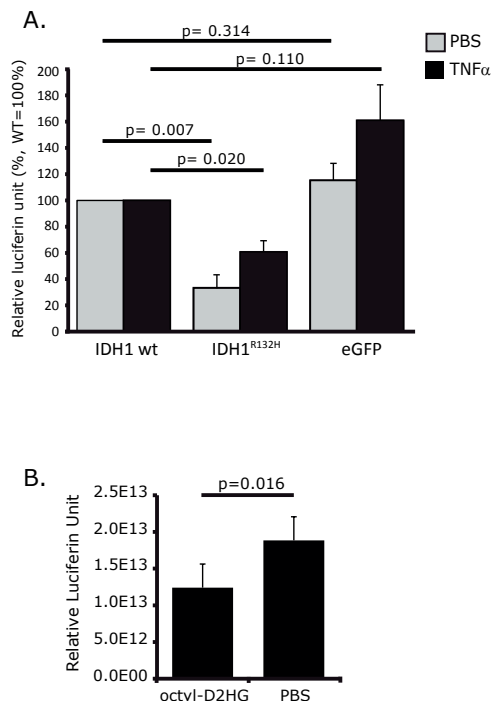 A.
p= 0.314
PBS
TNFα
p= 0.110
p= 0.007
p= 0.020
Relative luciferin unit (%, WT=100%)
200
180
160
140
120
100
80
60
40
20
0
IDH1 wt
IDH1R132H
eGFP
B.
p=0.016
Relative Luciferin Unit
2.5E13
2.0E13
1.5E13
1.0E13
5.0E12
0.0E00
octyl-D2HG
PBS